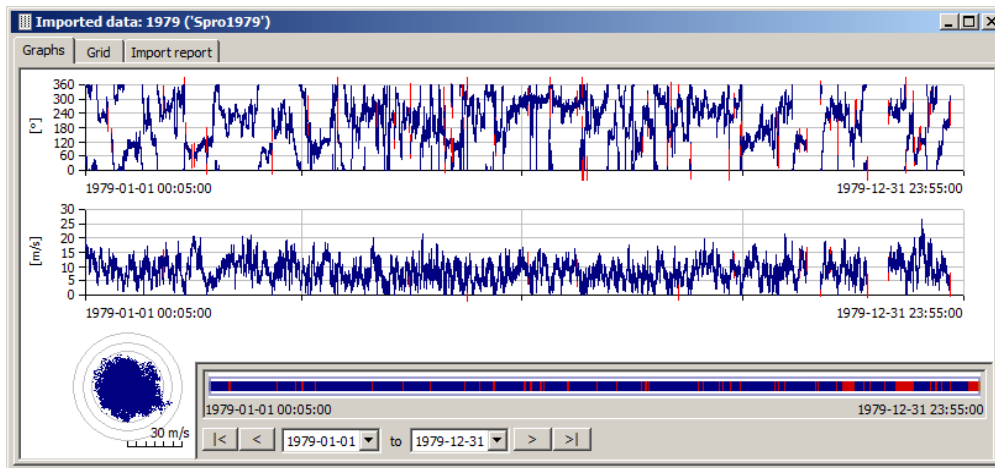 Imported data: 1979 ('Spro1979')
Graphs Grid Import report
360
300
240
180
120
60
0
[°]
1979-01-01 00:05:00 1979-12-31 23:55:00
30
25
20
15
10
5
0
[m/s]
1979-01-01 00:05:00 1979-12-31 23:55:00
30 m/s
1979-01-01 00:05:00 1979-12-31 23:55:00
|< < 1979-01-01 to 1979-12-31 > >|